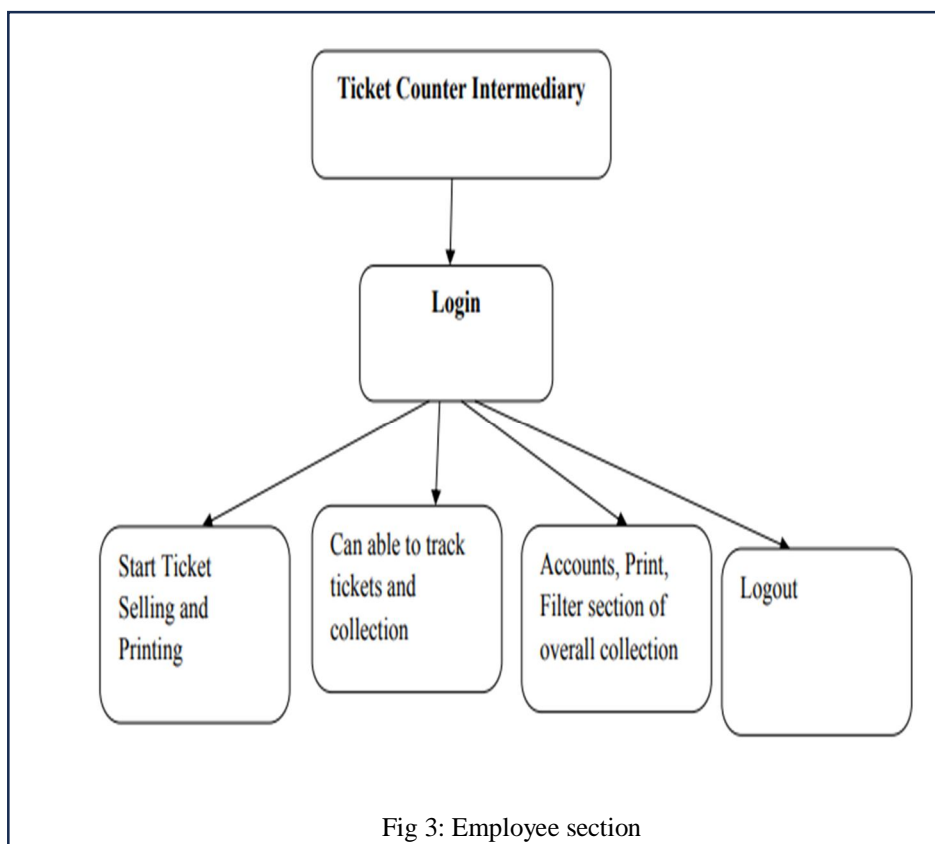 Ticket Counter Intermediary
Login
Start Ticket
Selling and
Printing
Can able to track
tickets and
collection
Accounts, Print,
Filter section of
overall collection
Logout
Fig 3: Employee section